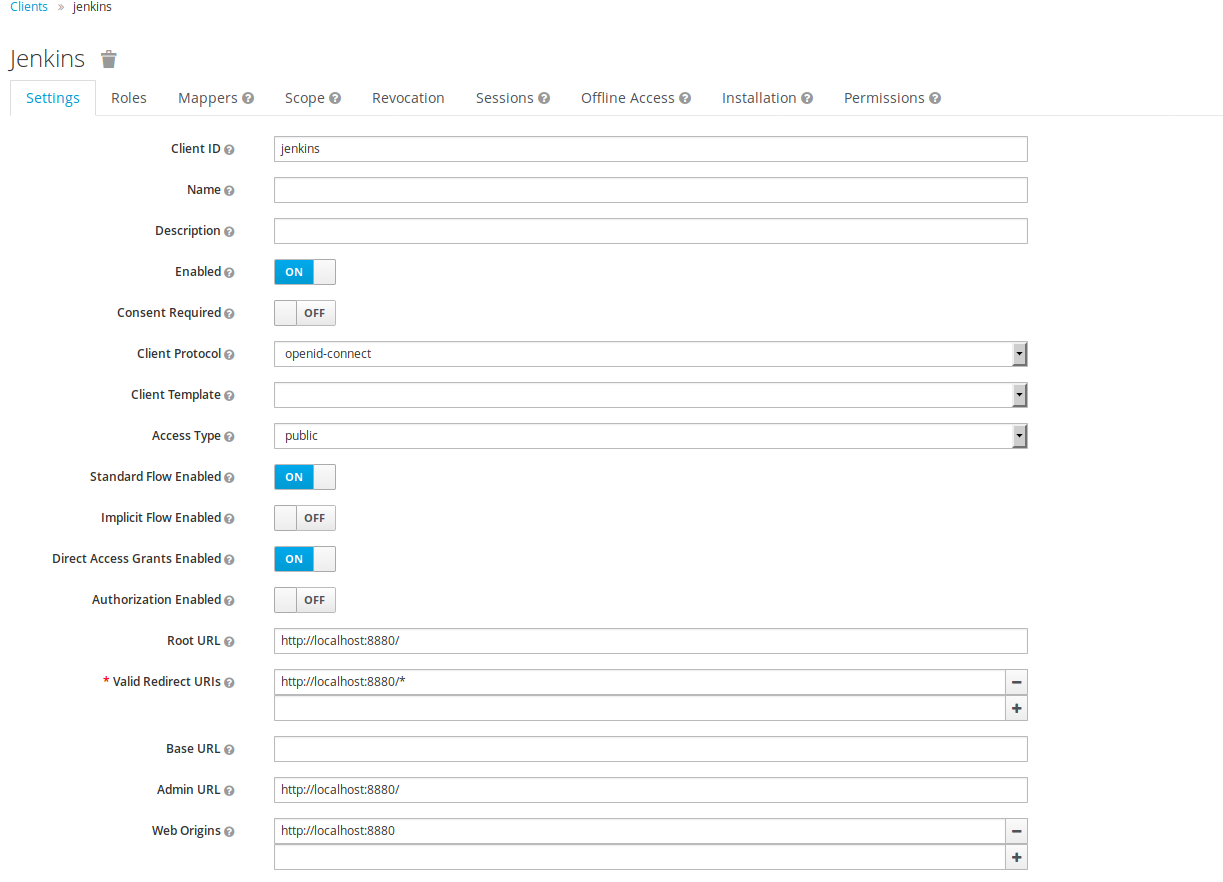 Clients » jenkins
Jenkins
Settings Roles Mappers ? Scope ? Revocation Sessions ? Offline Access ? Installation ? Permissions ?
Client ID ? jenkins
Name ?
Description ?
Enabled ? ON
Consent Required ? OFF
Client Protocol ? openid-connect
Client Template ?
Access Type ? public
Standard Flow Enabled ? ON
Implicit Flow Enabled ? OFF
Direct Access Grants Enabled ? ON
Authorization Enabled ? OFF
Root URL ? http://localhost:8880/
* Valid Redirect URIs ? http://localhost:8880/* −
+
Base URL ?
Admin URL ? http://localhost:8880/
Web Origins ? http://localhost:8880 −
+